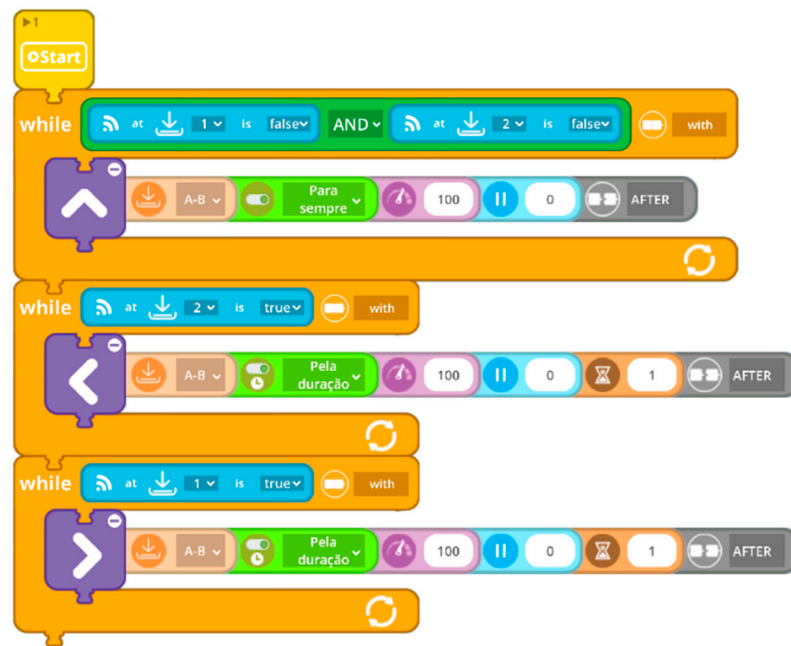 1
Start
while at 1 is false AND at 2 is false with
A-B Para sempre 100 0 AFTER
while at 2 is true with
A-B Pela duração 100 0 1 AFTER
while at 1 is true with
A-B Pela duração 100 0 1 AFTER